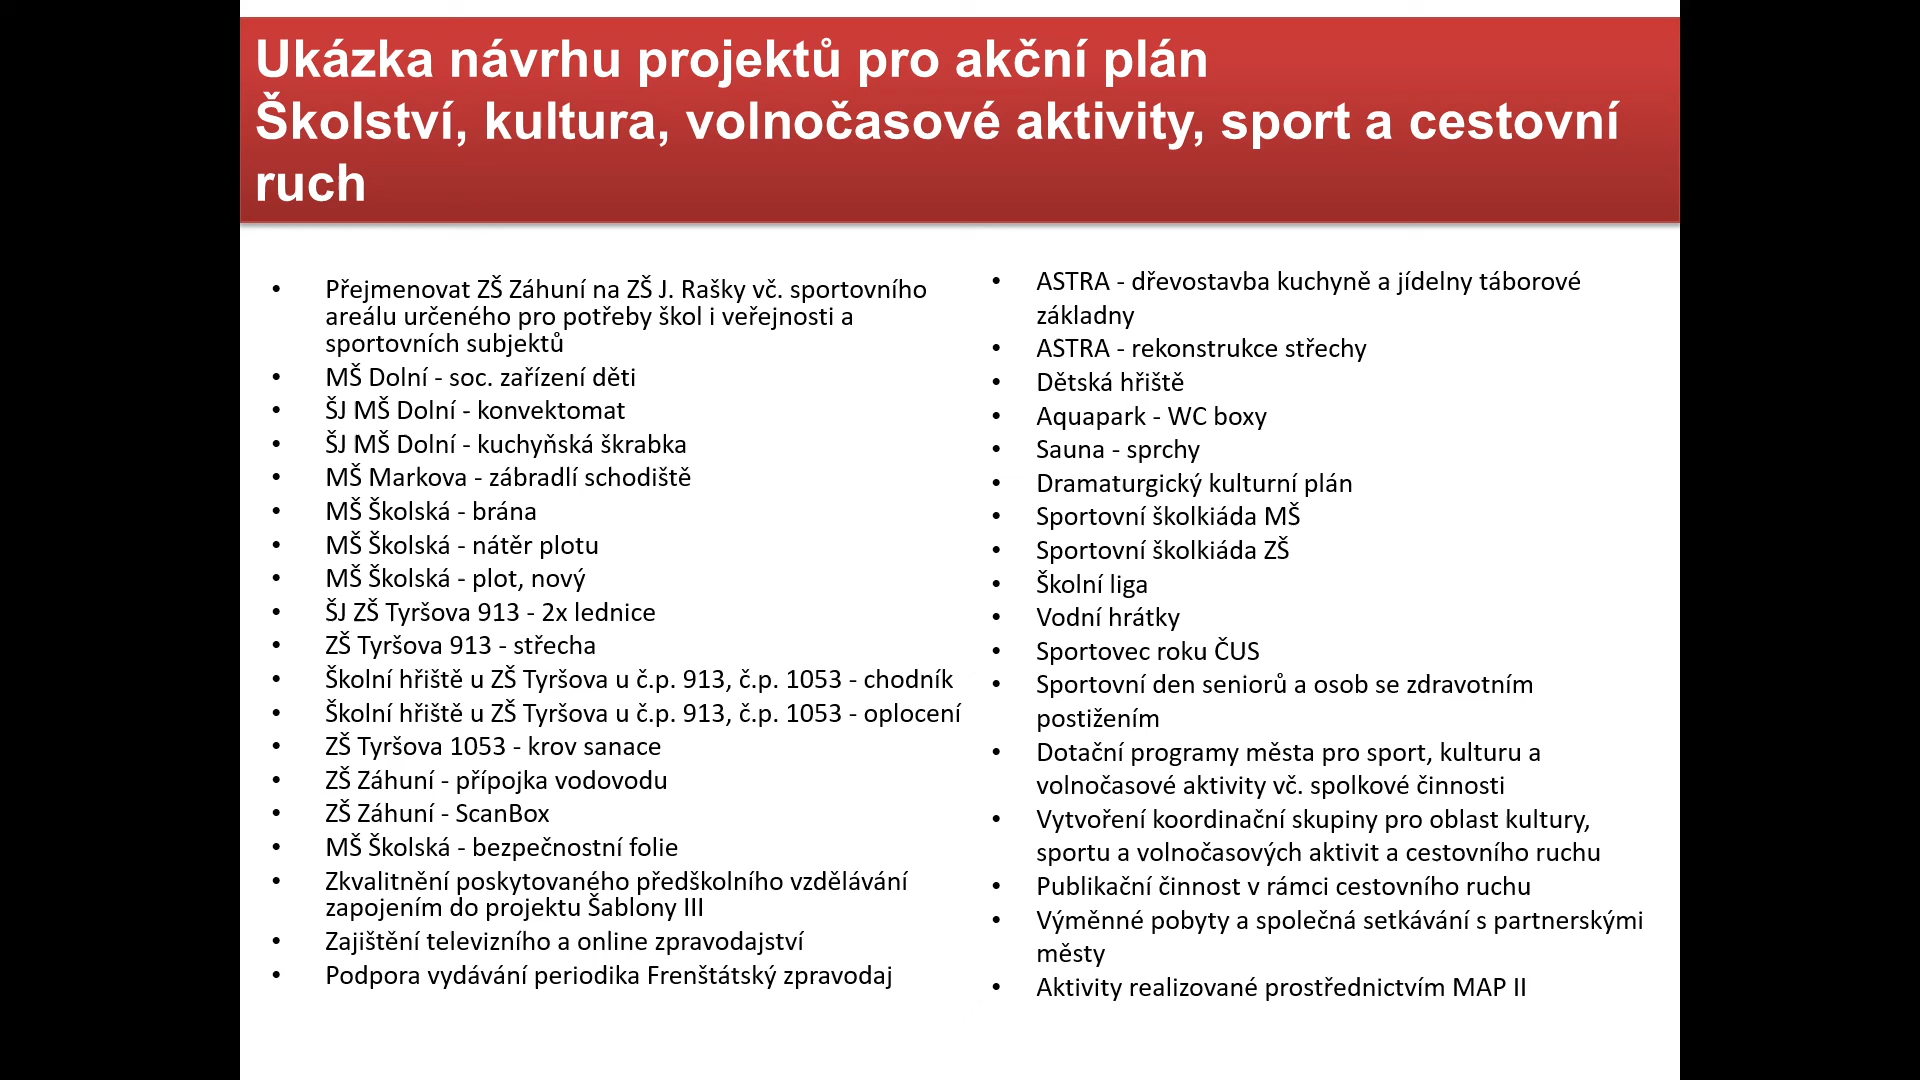 Ukázka návrhu projektů pro akční plán
Školství, kultura, volnočasové aktivity, sport a cestovní
ruch
• Přejmenovat ZŠ Záhuní na ZŠ J. Rašky vč. sportovního
areálu určeného pro potřeby škol i veřejnosti a
sportovních subjektů
• MŠ Dolní - soc. zařízení děti
• ŠJ MŠ Dolní - konvektomat
• ŠJ MŠ Dolní - kuchyňská škrabka
• MŠ Markova - zábradlí schodiště
• MŠ Školská - brána
• MŠ Školská - nátěr plotu
• MŠ Školská - plot, nový
• ŠJ ZŠ Tyršova 913 - 2x lednice
• ZŠ Tyršova 913 - střecha
• Školní hřiště u ZŠ Tyršova u č.p. 913, č.p. 1053 - chodník
• Školní hřiště u ZŠ Tyršova u č.p. 913, č.p. 1053 - oplocení
• ZŠ Tyršova 1053 - krov sanace
• ZŠ Záhuní - přípojka vodovodu
• ZŠ Záhuní - ScanBox
• MŠ Školská - bezpečnostní folie
• Zkvalitnění poskytovaného předškolního vzdělávání
zapojením do projektu Šablony III
• Zajištění televizního a online zpravodajství
• Podpora vydávání periodika Frenštátský zpravodaj
• ASTRA - dřevostavba kuchyně a jídelny táborové
základny
• ASTRA - rekonstrukce střechy
• Dětská hřiště
• Aquapark - WC boxy
• Sauna - sprchy
• Dramaturgický kulturní plán
• Sportovní školkiáda MŠ
• Sportovní školkiáda ZŠ
• Školní liga
• Vodní hrátky
• Sportovec roku ČUS
• Sportovní den seniorů a osob se zdravotním
postižením
• Dotační programy města pro sport, kulturu a
volnočasové aktivity vč. spolkové činnosti
• Vytvoření koordinační skupiny pro oblast kultury,
sportu a volnočasových aktivit a cestovního ruchu
• Publikační činnost v rámci cestovního ruchu
• Výměnné pobyty a společná setkávání s partnerskými
městy
• Aktivity realizované prostřednictvím MAP II